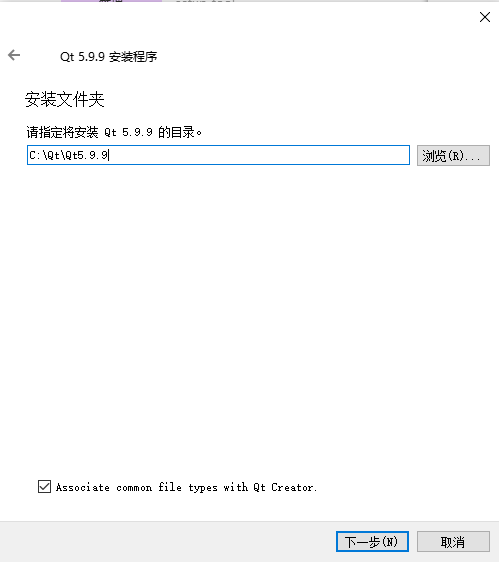 Qt 5.9.9 安装程序
安装文件夹
请指定将安装 Qt 5.9.9 的目录。
C:\Qt\Qt5.9.9
浏览(R)...
Associate common file types with Qt Creator.
下一步(N)
取消